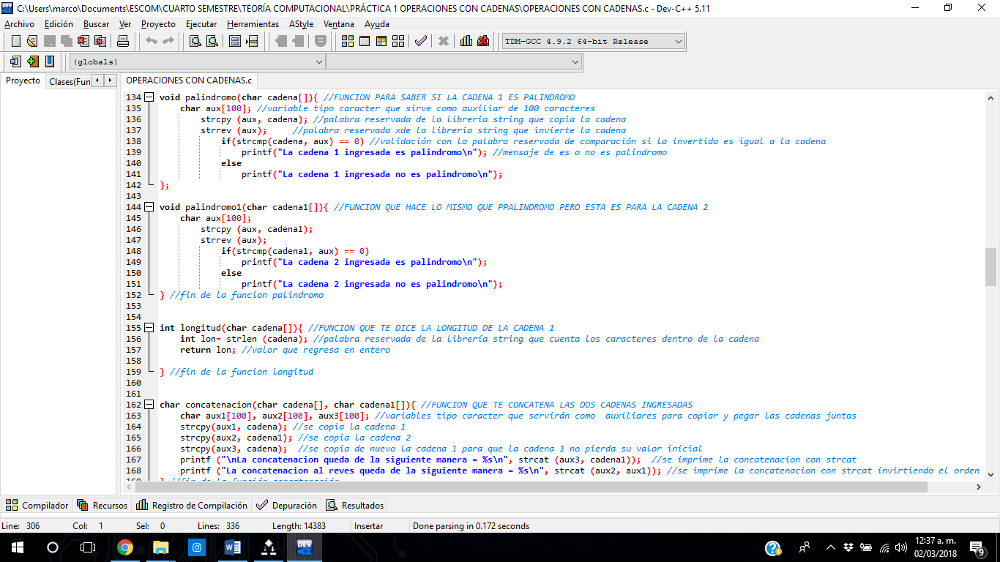 C:\Users\marco\Documents\ESCOM\CUARTO SEMESTRE\TEORÍA COMPUTACIONAL\PRÁCTICA 1 OPERACIONES CON CADENAS\OPERACIONES CON CADENAS.c - Dev-C++ 5.11
Archivo Edición Buscar Ver Proyecto Ejecutar Herramientas AStyle Ventana Ayuda
TDM-GCC 4.9.2 64-bit Release
(globals)
Proyecto Clases(Fun OPERACIONES CON CADENAS.c
134 void palindromo(char cadena[]){ //FUNCION PARA SABER SI LA CADENA 1 ES PALINDROMO
135 char aux[100]; //variable tipo caracter que sirve como auxiliar de 100 caracteres
136 strcpy (aux, cadena); //palabra reservada de la libreria string que copia la cadena
137 strrev (aux); //palabra reservada xde la libreria string que invierte la cadena
138 if(strcmp(cadena, aux) == 0) //validación con la palabra reservada de comparación si la invertida es igual a la cadena
139 printf("La cadena 1 ingresada es palindromo\n"); //mensaje de es o no es palindromo
140 else
141 printf("La cadena 1 ingresada no es palindromo\n");
142 };
143
144 void palindromo1(char cadena1[]){ //FUNCION QUE HACE LO MISMO QUE PPALINDROMO PERO ESTA ES PARA LA CADENA 2
145 char aux[100];
146 strcpy (aux, cadena1);
147 strrev (aux);
148 if(strcmp(cadena1, aux) == 0)
149 printf("La cadena 2 ingresada es palindromo\n");
150 else
151 printf("La cadena 2 ingresada no es palindromo\n");
152 } //fin de la funcion palindromo
153
154
155 int longitud(char cadena[]){ //FUNCION QUE TE DICE LA LONGITUD DE LA CADENA 1
156 int lon= strlen (cadena); //palabra reservada de la librería string que cuenta los caracteres dentro de la cadena
157 return lon; //valor que regresa en entero
158
159 } //fin de la funcion longitud
160
161
162 char concatenacion(char cadena[], char cadena1[]){ //FUNCION QUE TE CONCATENA LAS DOS CADENAS INGRESADAS
163 char aux1[100], aux2[100], aux3[100]; //variables tipo caracter que servirán como  auxiliares para copiar y pegar las cadenas juntas
164 strcpy(aux1, cadena); //se copia la cadena 1
165 strcpy(aux2, cadena1); //se copia la cadena 2
166 strcpy(aux3, cadena);  //se copia de nuevo la cadena 1 para que la cadena 1 no pierda su valor inicial
167 printf ("\nLa concatenacion queda de la siguiente manera = %s\n", strcat (aux3, cadena1));  //se imprime la concatenacion con strcat
168 printf ("La concatenacion al reves queda de la siguiente manera = %s\n", strcat (aux2, aux1)); //se imprime la concatenacion con strcat invirtiendo el orden
Compilador Recursos Registro de Compilación Depuración Resultados
Line: 306 Col: 1 Sel: 0 Lines: 336 Length: 14383 Insertar Done parsing in 0.172 seconds
12:37 a. m.
02/03/2018
9